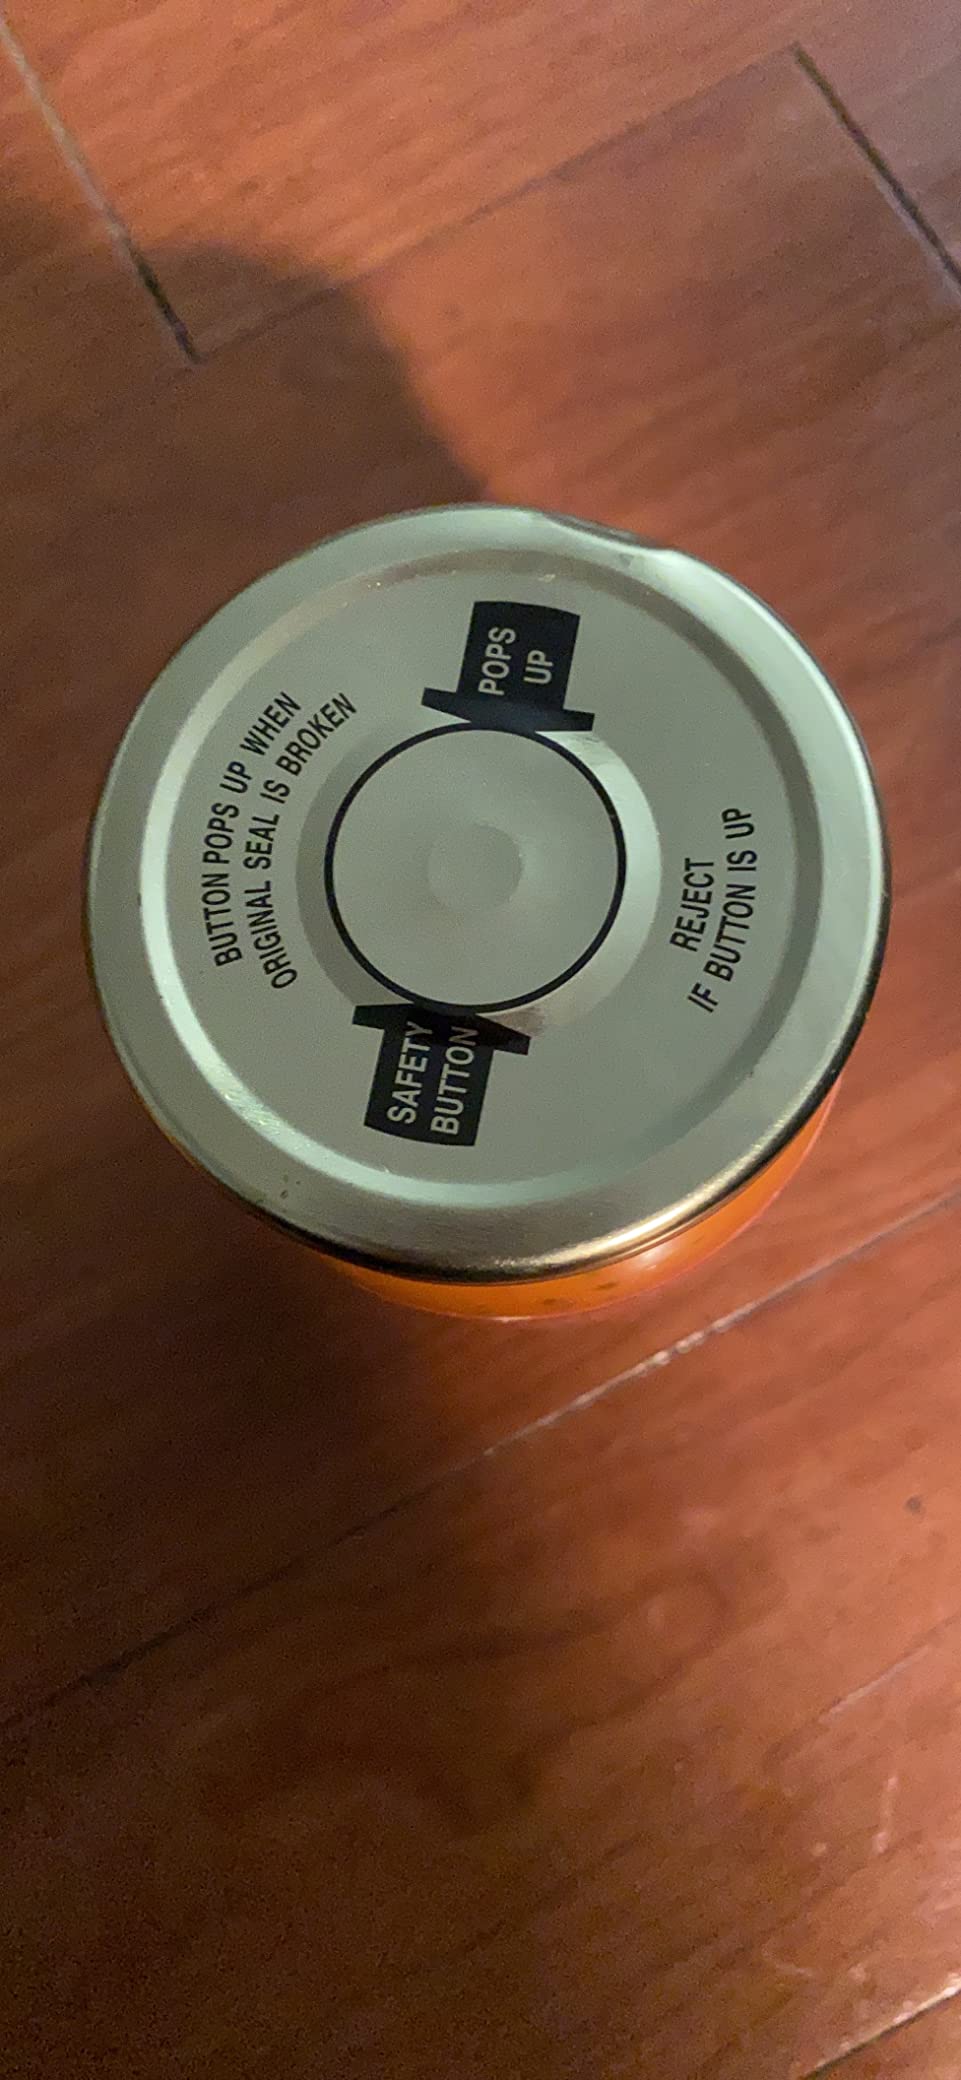 BUTTON POPS UP WHEN
ORIGINAL SEAL IS BROKEN
POPS
UP
SAFETY
BUTTON
REJECT
IF BUTTON IS UP